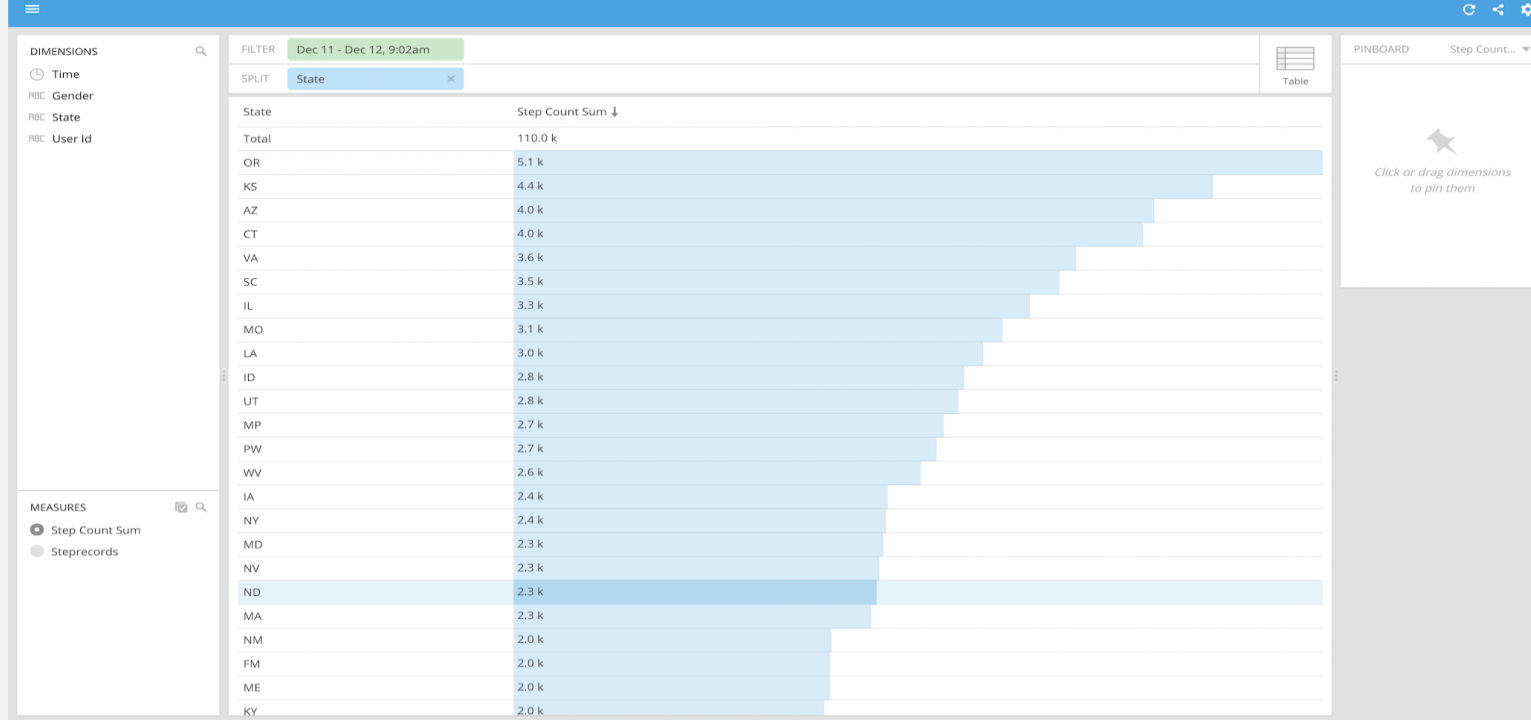 DIMENSIONS
Time
ABC Gender
ABC State
ABC User Id
MEASURES
Step Count Sum
Steprecords
FILTER Dec 11 - Dec 12, 9:02am
SPLIT State ×
Table
State Step Count Sum ↓
Total 110.0 k
OR 5.1 k
KS 4.4 k
AZ 4.0 k
CT 4.0 k
VA 3.6 k
SC 3.5 k
IL 3.3 k
MO 3.1 k
LA 3.0 k
ID 2.8 k
UT 2.8 k
MP 2.7 k
PW 2.7 k
WV 2.6 k
IA 2.4 k
NY 2.4 k
MD 2.3 k
NV 2.3 k
ND 2.3 k
MA 2.3 k
NM 2.0 k
FM 2.0 k
ME 2.0 k
KY 2.0 k
PINBOARD Step Count...
Click or drag dimensions
to pin them